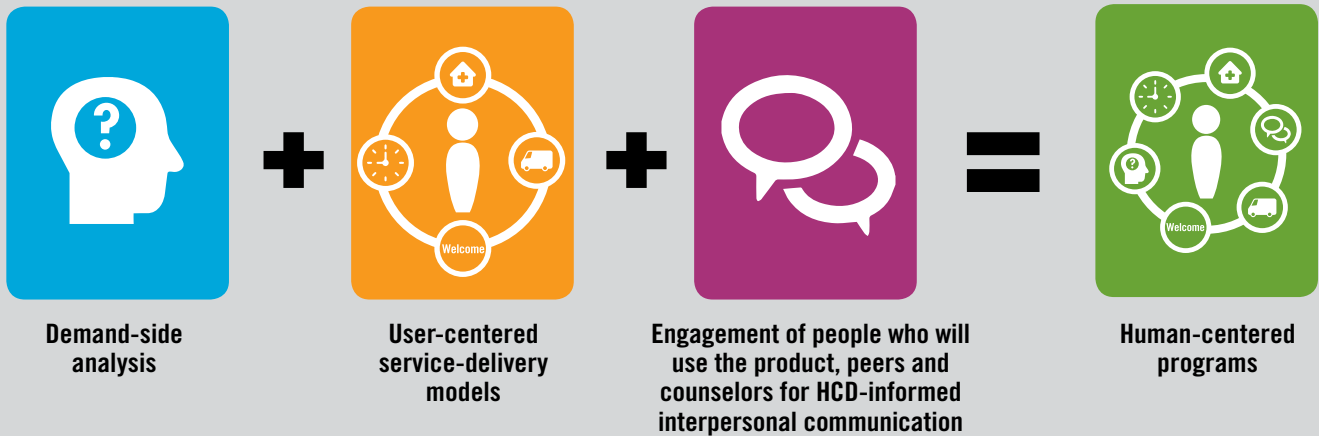 ?
Welcome
?
Welcome
Demand-side
analysis
User-centered
service-delivery
models
Engagement of people who will
use the product, peers and
counselors for HCD-informed
interpersonal communication
Human-centered
programs